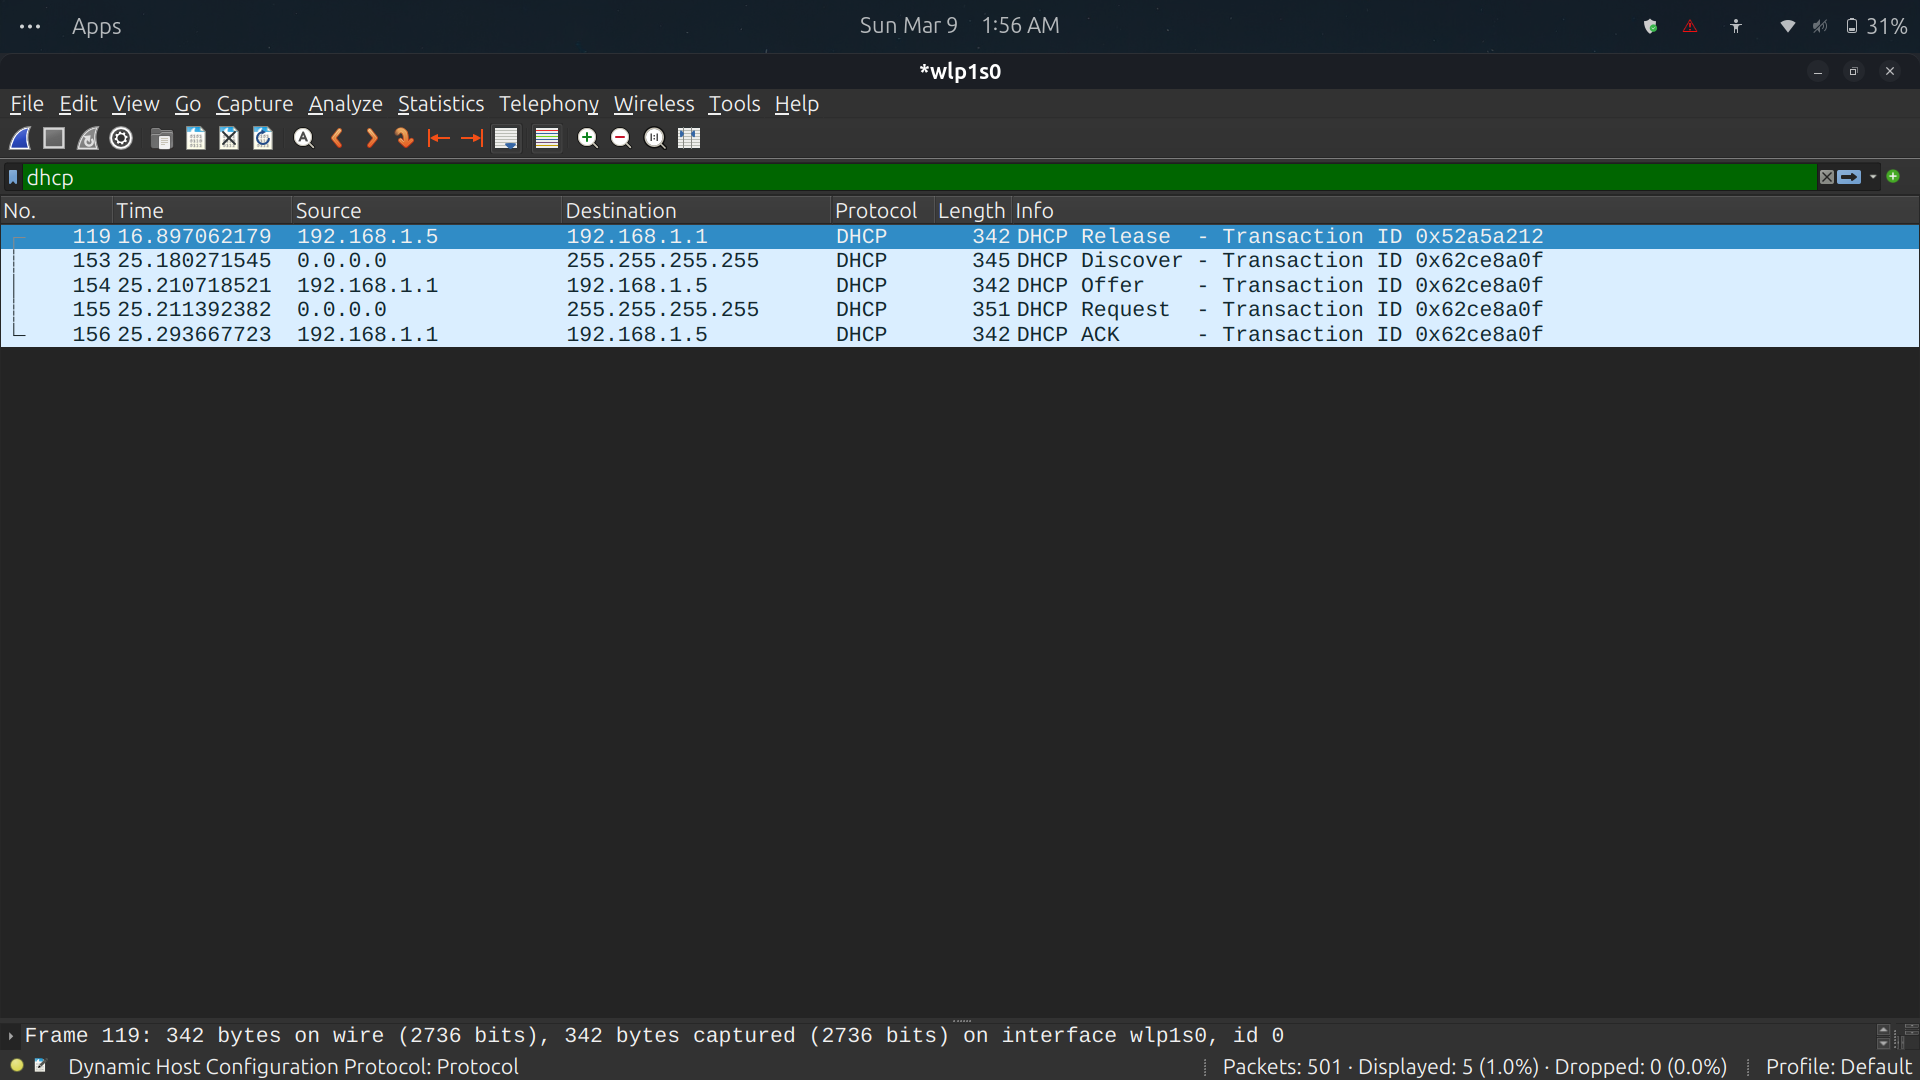 Apps Sun Mar 9 1:56 AM 31%
*wlp1s0
File Edit View Go Capture Analyze Statistics Telephony Wireless Tools Help
dhcp
No. Time Source Destination Protocol Length Info
119 16.897062179 192.168.1.5 192.168.1.1 DHCP 342 DHCP Release - Transaction ID 0x52a5a212
153 25.180271545 0.0.0.0 255.255.255.255 DHCP 345 DHCP Discover - Transaction ID 0x62ce8a0f
154 25.210718521 192.168.1.1 192.168.1.5 DHCP 342 DHCP Offer - Transaction ID 0x62ce8a0f
155 25.211392382 0.0.0.0 255.255.255.255 DHCP 351 DHCP Request - Transaction ID 0x62ce8a0f
156 25.293667723 192.168.1.1 192.168.1.5 DHCP 342 DHCP ACK - Transaction ID 0x62ce8a0f
Frame 119: 342 bytes on wire (2736 bits), 342 bytes captured (2736 bits) on interface wlp1s0, id 0
Dynamic Host Configuration Protocol: Protocol Packets: 501 · Displayed: 5 (1.0%) · Dropped: 0 (0.0%) Profile: Default